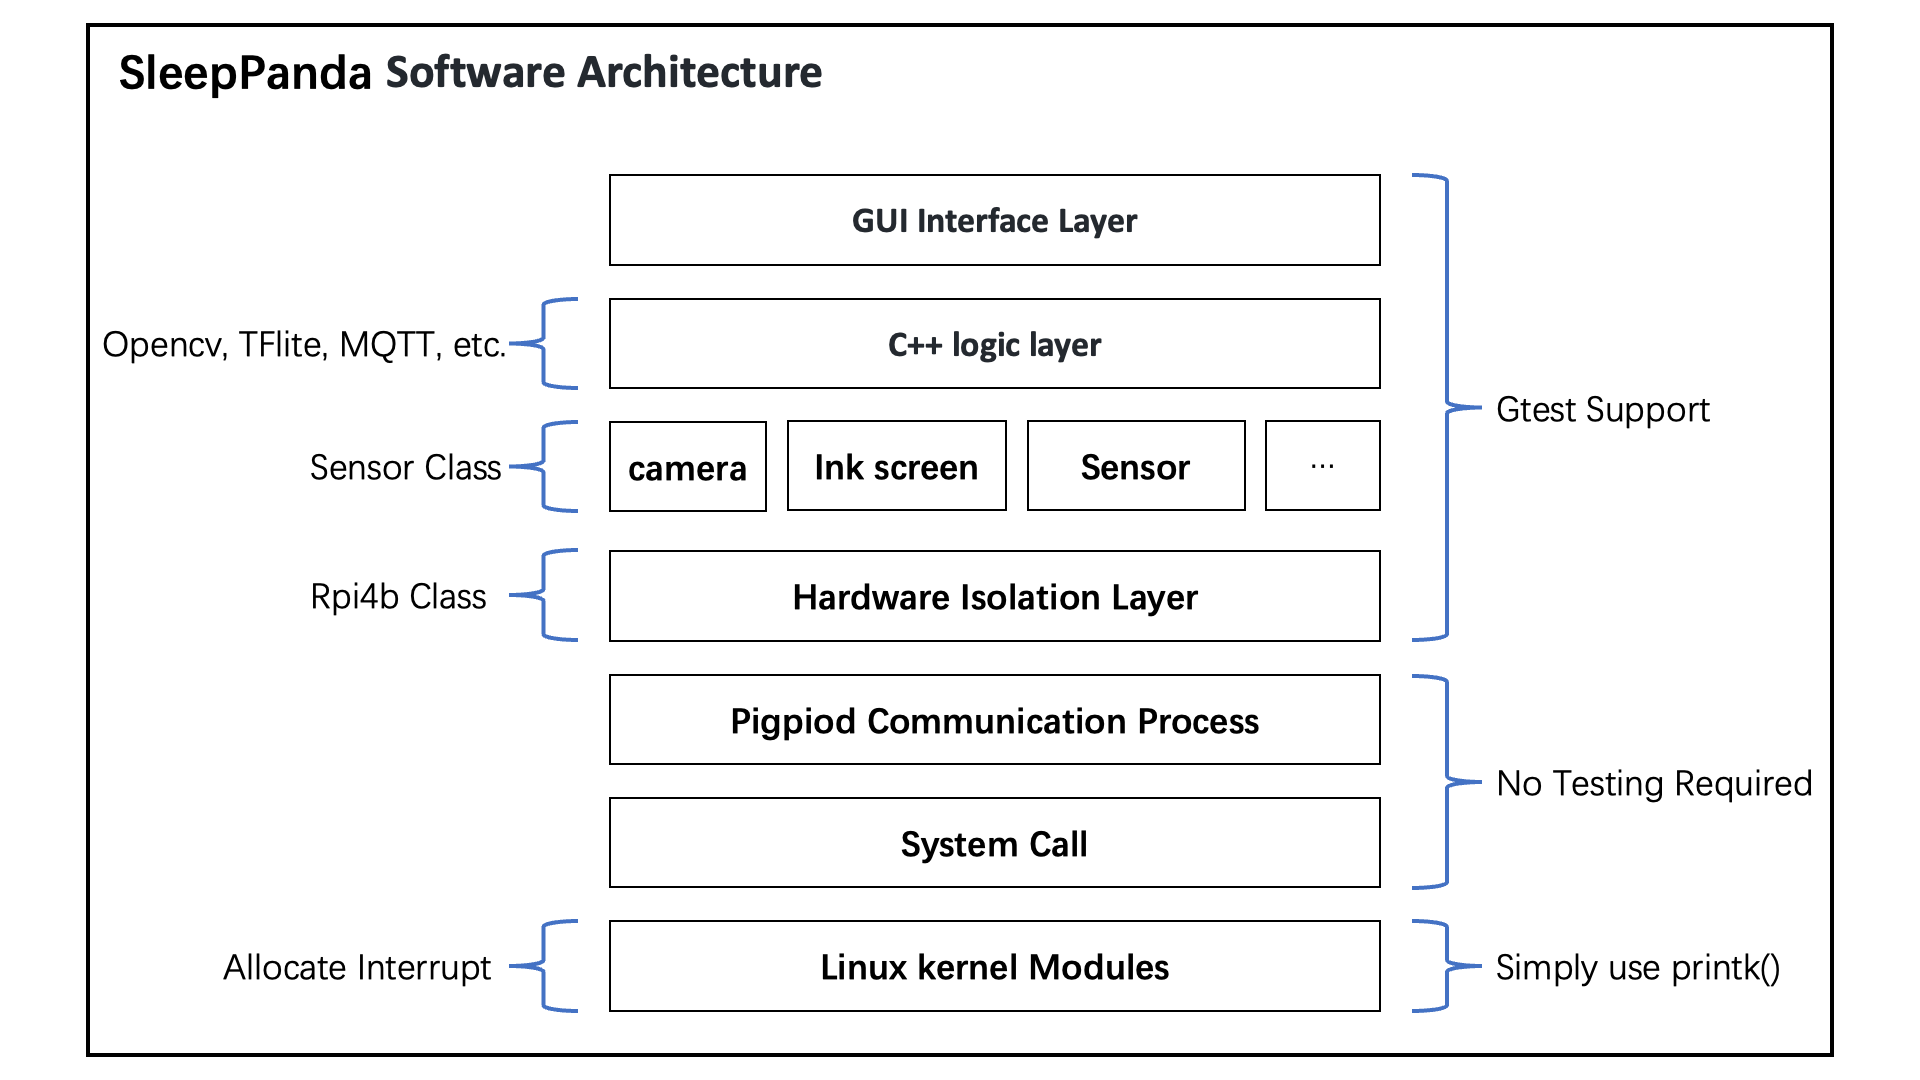 SleepPanda Software Architecture
GUI Interface Layer
Opencv, TFlite, MQTT, etc.
C++ logic layer
Gtest Support
Sensor Class
camera
Ink screen
Sensor
...
Rpi4b Class
Hardware Isolation Layer
Pigpiod Communication Process
No Testing Required
System Call
Allocate Interrupt
Linux kernel Modules
Simply use printk()